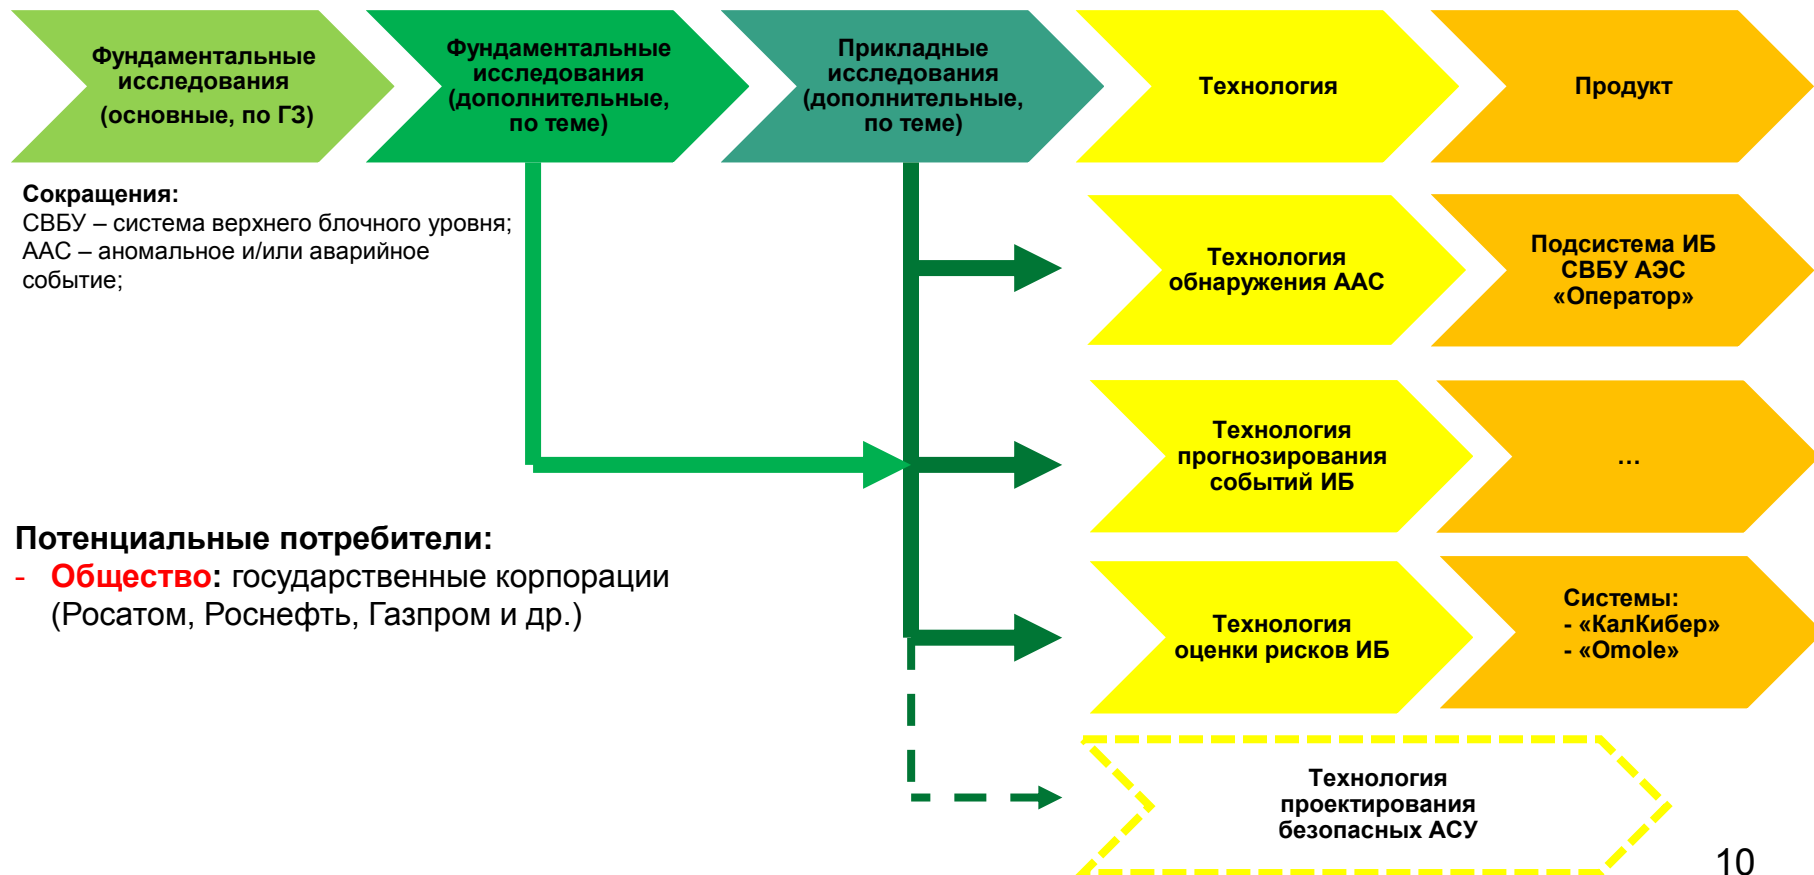 Фундаментальные
исследования
(основные, по ГЗ)
Фундаментальные
исследования
(дополнительные,
по теме)
Прикладные
исследования
(дополнительные,
по теме)
Технология
Продукт
Сокращения:
СВБУ – система верхнего блочного уровня;
ААС – аномальное и/или аварийное
событие;
Технология
обнаружения ААС
Подсистема ИБ
СВБУ АЭС
«Оператор»
Технология
прогнозирования
событий ИБ
...
Потенциальные потребители:
- Общество: государственные корпорации
(Росатом, Роснефть, Газпром и др.)
Технология
оценки рисков ИБ
Системы:
- «КалКибер»
- «Omole»
Технология
проектирования
безопасных АСУ
10